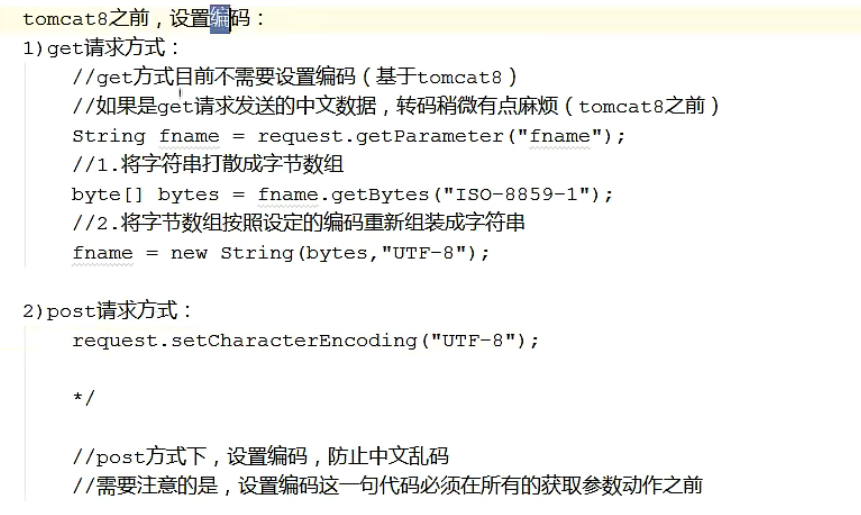 tomcat8之前，设置编码：
1)get请求方式：
//get方式目前不需要设置编码（基于tomcat8）
//如果是get请求发送的中文数据，转码稍微有点麻烦（tomcat8之前）
String fname = request.getParameter("fname");
//1.将字符串打散成字节数组
byte[] bytes = fname.getBytes("ISO-8859-1");
//2.将字节数组按照设定的编码重新组装成字符串
fname = new String(bytes,"UTF-8");
2)post请求方式：
request.setCharacterEncoding("UTF-8");
*/
//post方式下，设置编码，防止中文乱码
//需要注意的是，设置编码这一句代码必须在所有的获取参数动作之前